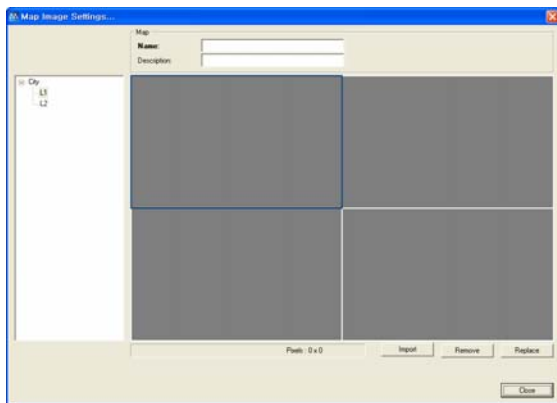 Map Image Settings...
Map
Name:
Description:
City
L1
L2
Pixels : 0 x 0
Import
Remove
Replace
Close